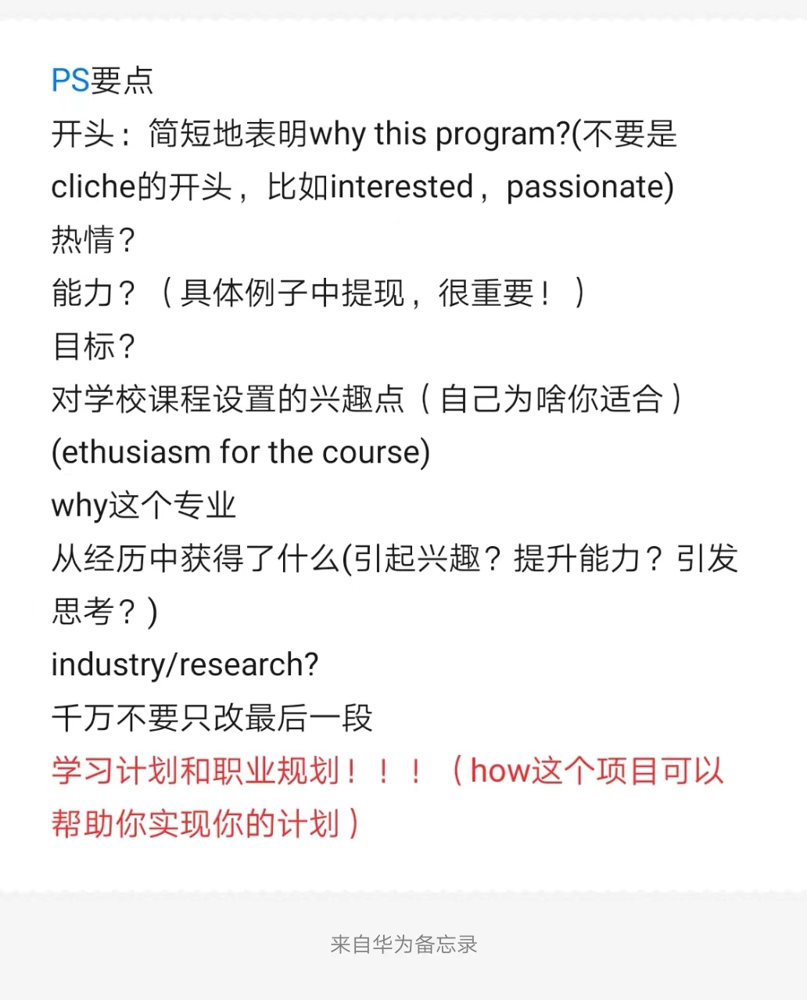 PS要点
开头：简短地表明why this program?(不要是
cliche的开头，比如interested，passionate)
热情？
能力？（具体例子中提现，很重要！）
目标？
对学校课程设置的兴趣点（自己为啥你适合）
(ethusiasm for the course)
why这个专业
从经历中获得了什么(引起兴趣？提升能力？引发
思考？)
industry/research?
千万不要只改最后一段
学习计划和职业规划！！！（how这个项目可以
帮助你实现你的计划）
来自华为备忘录